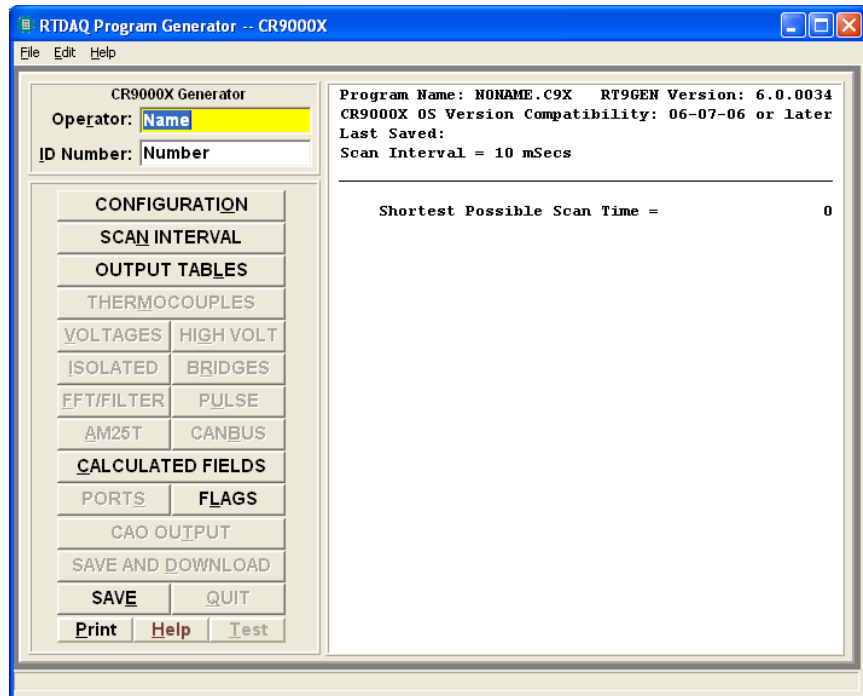 RTDAQ Program Generator -- CR9000X
File Edit Help
CR9000X Generator
Operator: Name
ID Number: Number
CONFIGURATION
SCAN INTERVAL
OUTPUT TABLES
THERMOCOUPLES
VOLTAGES HIGH VOLT
ISOLATED BRIDGES
FFT/FILTER PULSE
AM25T CANBUS
CALCULATED FIELDS
PORTS FLAGS
CAO OUTPUT
SAVE AND DOWNLOAD
SAVE QUIT
Print Help Test
Program Name: NONAME.C9X RT9GEN Version: 6.0.0034
CR9000X OS Version Compatibility: 06-07-06 or later
Last Saved:
Scan Interval = 10 mSecs
Shortest Possible Scan Time = 0